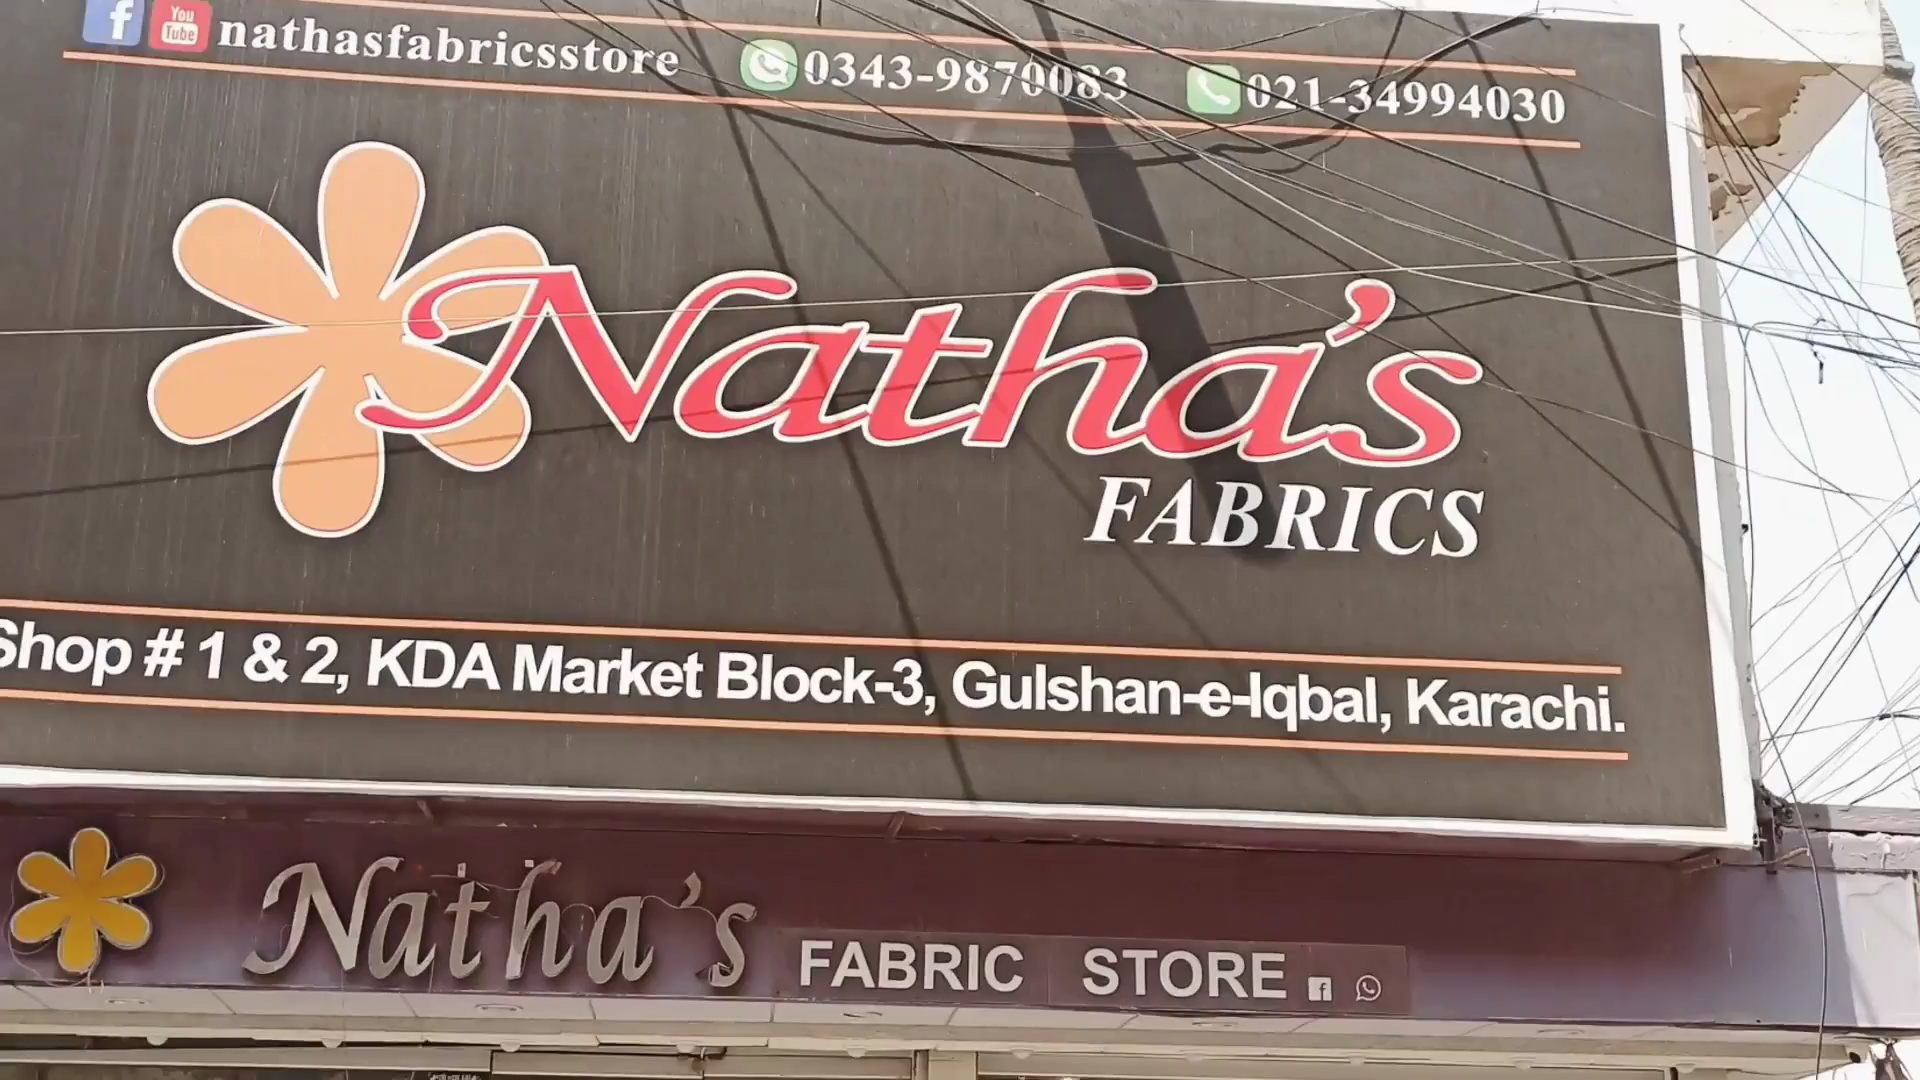 nathasfabricsstore 0343-9870083 021-34994030
Natha's
FABRICS
Shop # 1 & 2, KDA Market Block-3, Gulshan-e-Iqbal, Karachi.
Natha's FABRIC STORE